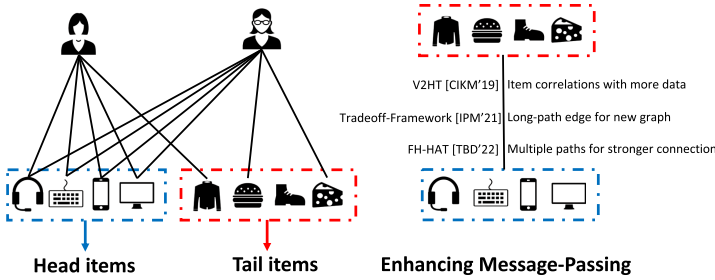 V2HT [CIKM'19] Item correlations with more data
Tradeoff-Framework [IPM'21] Long-path edge for new graph
FH-HAT [TBD'22] Multiple paths for stronger connection
Head items
Tail items
Enhancing Message-Passing